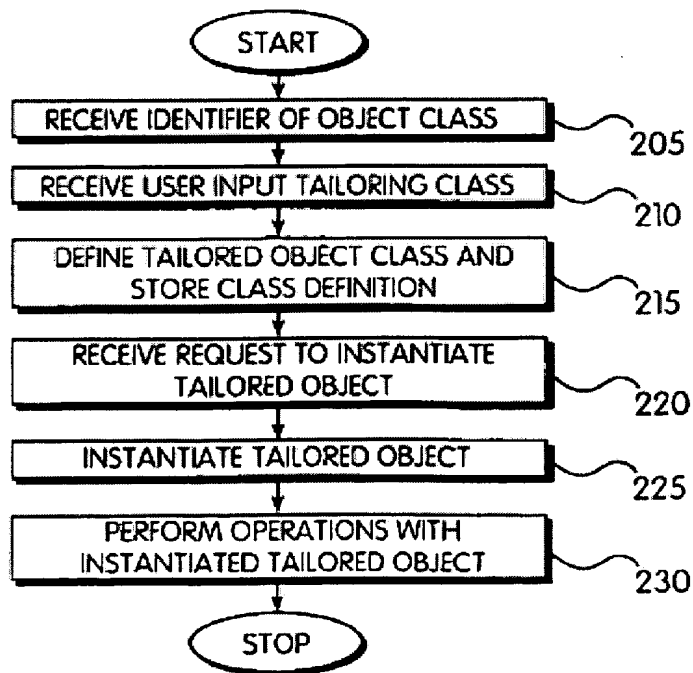 START
RECEIVE IDENTIFIER OF OBJECT CLASS
205
RECEIVE USER INPUT TAILORING CLASS
210
DEFINE TAILORED OBJECT CLASS AND
STORE CLASS DEFINITION
215
RECEIVE REQUEST TO INSTANTIATE
TAILORED OBJECT
220
INSTANTIATE TAILORED OBJECT
225
PERFORM OPERATIONS WITH
INSTANTIATED TAILORED OBJECT
230
STOP